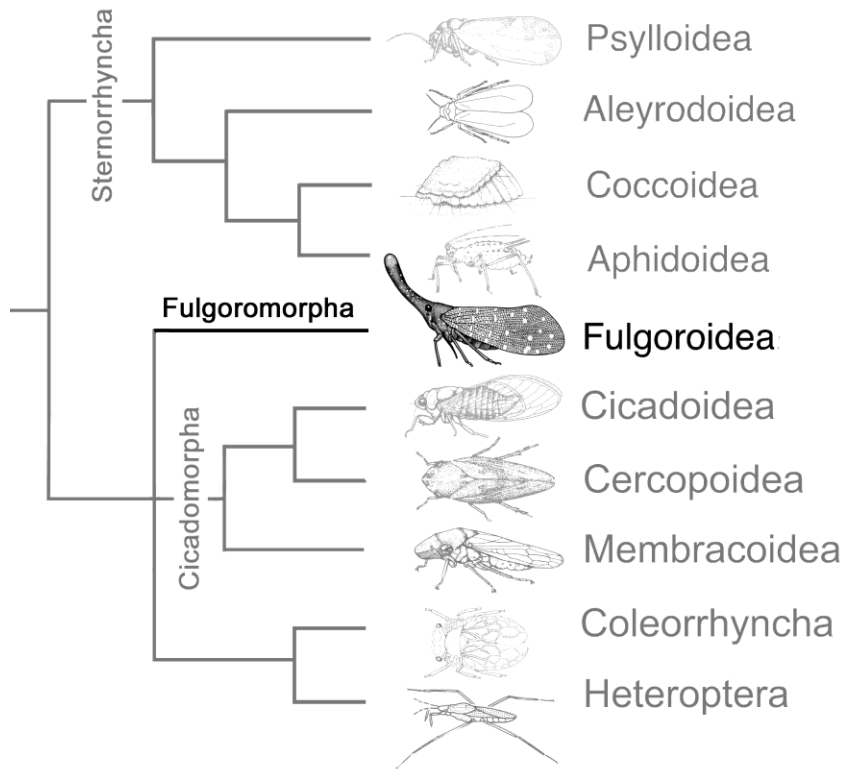 Sternorrhyncha
Psylloidea
Aleyrodoidea
Coccoidea
Aphidoidea
Fulgoromorpha
Fulgoroidea
Cicadomorpha
Cicadoidea
Cercopoidea
Membracoidea
Coleorrhyncha
Heteroptera